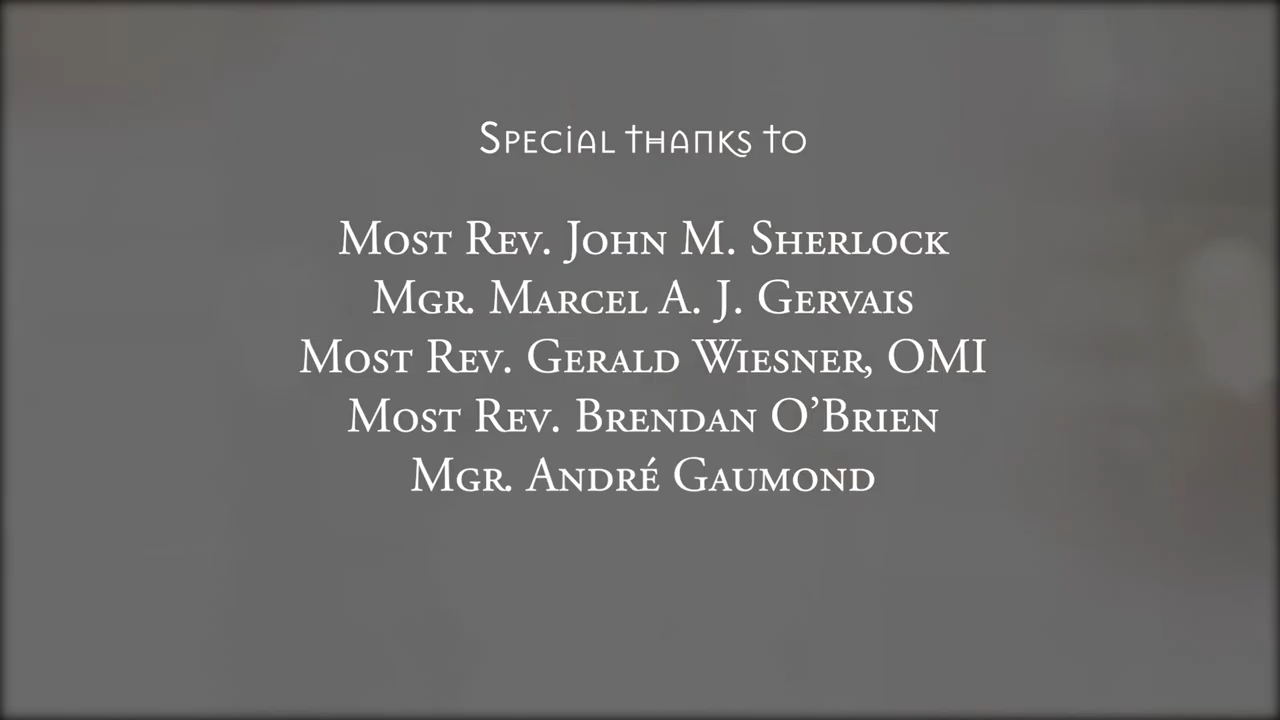 Special thanks to
Most Rev. John M. Sherlock
Mgr. Marcel A. J. Gervais
Most Rev. Gerald Wiesner, OMI
Most Rev. Brendan O’Brien
Mgr. André Gaumond